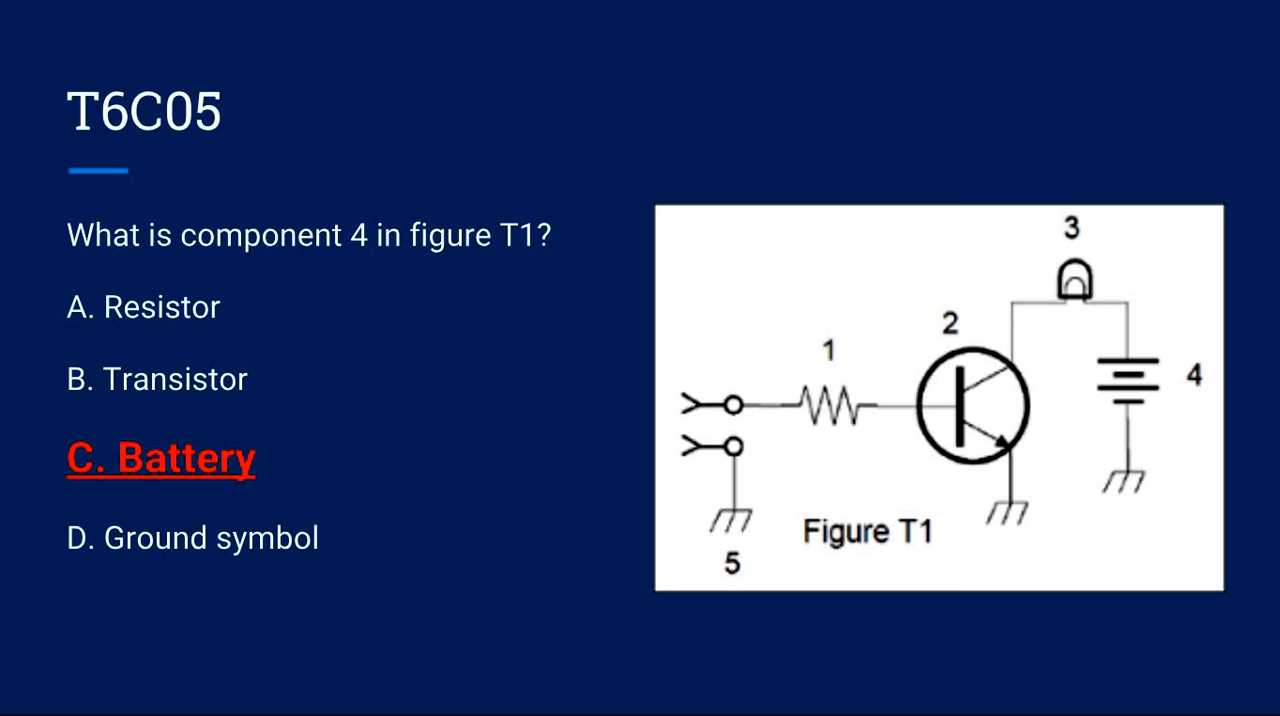 T6C05
What is component 4 in figure T1?
A. Resistor
B. Transistor
C. Battery
D. Ground symbol
3
2
1
4
Figure T1
5